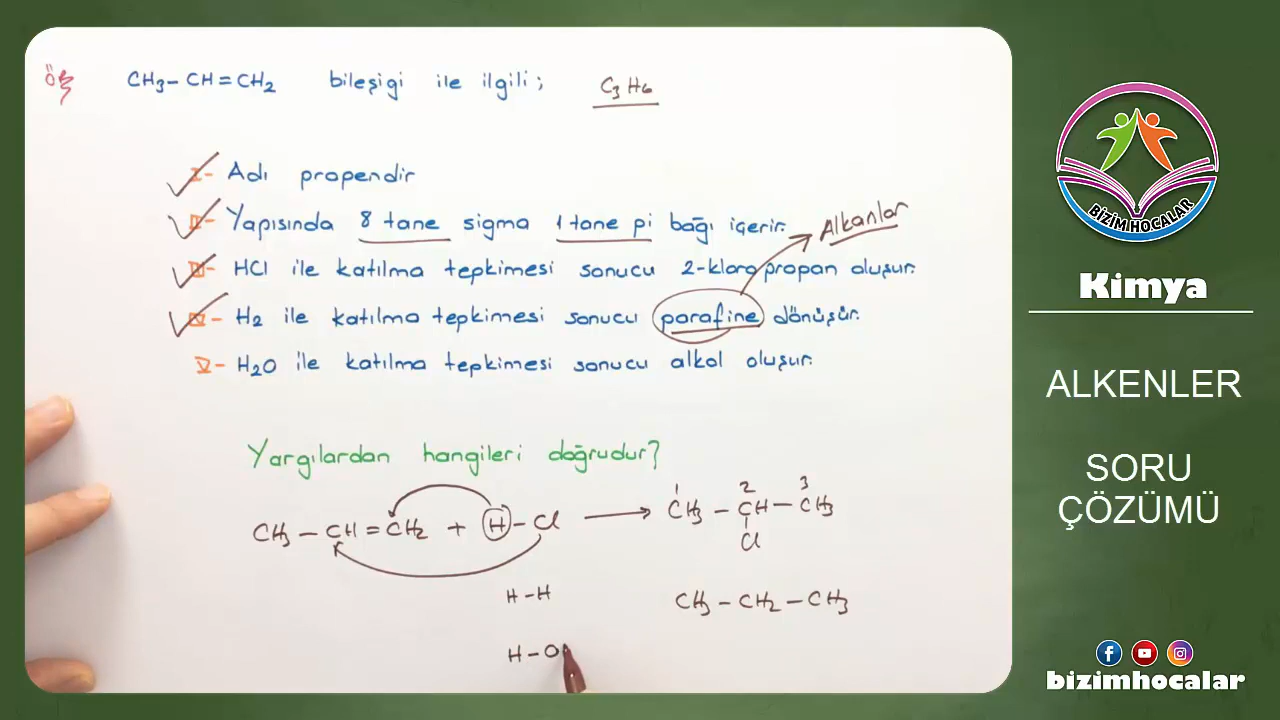 Ör
CH3 – CH = CH2 bileşigi ile ilgili; C3H6
I- Adı propendir
II- Yapısında 8 tane sigma 1 tane pi bağı içerir.
Alkanlar
III- HCl ile katılma tepkimesi sonucu 2-kloro propan oluşur.
IV- H2 ile katılma tepkimesi sonucu parafine dönüşür.
V- H2O ile katılma tepkimesi sonucu alkol oluşur.
Yargılardan hangileri doğrudur?
CH3 – CH = CH2 + H – Cl → CH3 – CH – CH3
1 2 3
Cl
H – H
CH3 – CH2 – CH3
H – O
BİZİM HOCALAR
Kimya
ALKENLER
SORU
ÇÖZÜMÜ
bizimhocalar